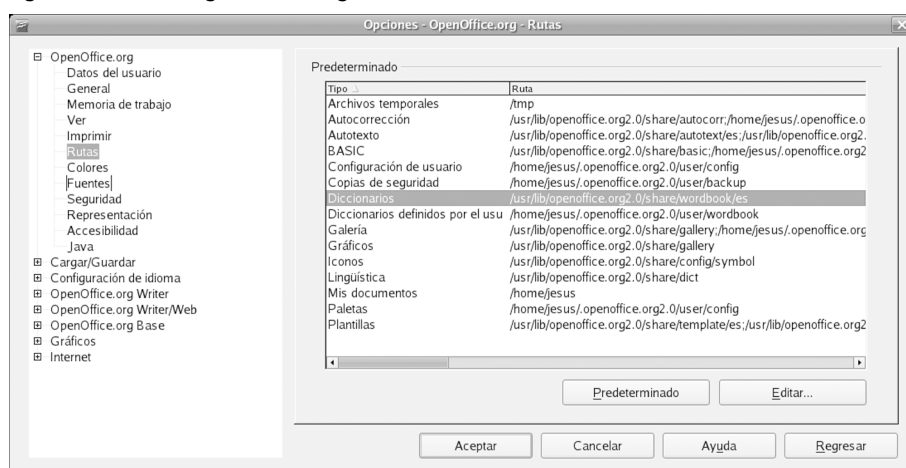 Opciones - OpenOffice.org - Rutas
OpenOffice.org
Datos del usuario
General
Memoria de trabajo
Ver
Imprimir
Rutas
Colores
Fuentes
Seguridad
Representación
Accesibilidad
Java
Cargar/Guardar
Configuración de idioma
OpenOffice.org Writer
OpenOffice.org Writer/Web
OpenOffice.org Base
Gráficos
Internet
Predeterminado
Tipo Ruta
Archivos temporales /tmp
Autocorrección /usr/lib/openoffice.org2.0/share/autocorr;/home/jesus/.openoffice.o
Autotexto /usr/lib/openoffice.org2.0/share/autotext/es;/usr/lib/openoffice.org2.
BASIC /usr/lib/openoffice.org2.0/share/basic;/home/jesus/.openoffice.org2
Configuración de usuario /home/jesus/.openoffice.org2.0/user/config
Copias de seguridad /home/jesus/.openoffice.org2.0/user/backup
Diccionarios /usr/lib/openoffice.org2.0/share/wordbook/es
Diccionarios definidos por el usu /home/jesus/.openoffice.org2.0/user/wordbook
Galería /usr/lib/openoffice.org2.0/share/gallery;/home/jesus/.openoffice.org
Gráficos /usr/lib/openoffice.org2.0/share/gallery
Iconos /usr/lib/openoffice.org2.0/share/config/symbol
Lingüística /usr/lib/openoffice.org2.0/share/dict
Mis documentos /home/jesus
Paletas /home/jesus/.openoffice.org2.0/user/config
Plantillas /usr/lib/openoffice.org2.0/share/template/es;/usr/lib/openoffice.org2
Predeterminado Editar...
Aceptar Cancelar Ayuda Regresar